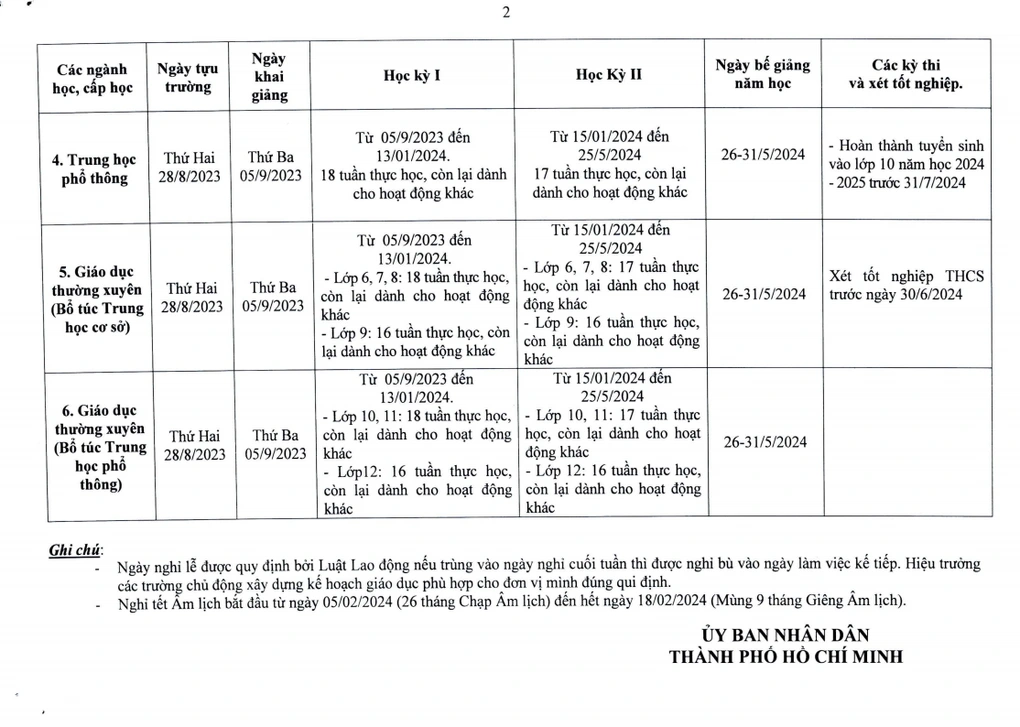 2
Các ngành
học, cấp học
Ngày tựu
trường
Ngày
khai
giảng
Học kỳ I
Học Kỳ II
Ngày bế giảng
năm học
Các kỳ thi
và xét tốt nghiệp.
4. Trung học
phổ thông
Thứ Hai
28/8/2023
Thứ Ba
05/9/2023
Từ 05/9/2023 đến
13/01/2024.
18 tuần thực học, còn lại dành
cho hoạt động khác
Từ 15/01/2024 đến
25/5/2024
17 tuần thực học, còn lại
dành cho hoạt động khác
26-31/5/2024
- Hoàn thành tuyển sinh
vào lớp 10 năm học 2024
- 2025 trước 31/7/2024
5. Giáo dục
thường xuyên
(Bổ túc Trung
học cơ sở)
Thứ Hai
28/8/2023
Thứ Ba
05/9/2023
Từ 05/9/2023 đến
13/01/2024.
- Lớp 6, 7, 8: 18 tuần thực học,
còn lại dành cho hoạt động
khác
- Lớp 9: 16 tuần thực học, còn
lại dành cho hoạt động khác
Từ 15/01/2024 đến
25/5/2024
- Lớp 6, 7, 8: 17 tuần thực
học, còn lại dành cho hoạt
động khác
- Lớp 9: 16 tuần thực học,
còn lại dành cho hoạt động
khác
26-31/5/2024
Xét tốt nghiệp THCS
trước ngày 30/6/2024
6. Giáo dục
thường xuyên
(Bổ túc Trung
học phổ
thông)
Thứ Hai
28/8/2023
Thứ Ba
05/9/2023
Từ 05/9/2023 đến
13/01/2024.
- Lớp 10, 11: 18 tuần thực học,
còn lại dành cho hoạt động
khác
- Lớp12: 16 tuần thực học,
còn lại dành cho hoạt động
khác
Từ 15/01/2024 đến
25/5/2024
- Lớp 10, 11: 17 tuần thực
học, còn lại dành cho hoạt
động khác
- Lớp 12: 16 tuần thực học,
còn lại dành cho hoạt động
khác
26-31/5/2024
Ghi chú:
- Ngày nghỉ lễ được quy định bởi Luật Lao động nếu trùng vào ngày nghỉ cuối tuần thì được nghỉ bù vào ngày làm việc kế tiếp. Hiệu trưởng
các trường chủ động xây dựng kế hoạch giáo dục phù hợp cho đơn vị mình đúng qui định.
- Nghỉ tết Âm lịch bắt đầu từ ngày 05/02/2024 (26 tháng Chạp Âm lịch) đến hết ngày 18/02/2024 (Mùng 9 tháng Giêng Âm lịch).
ỦY BAN NHÂN DÂN
THÀNH PHỐ HỒ CHÍ MINH